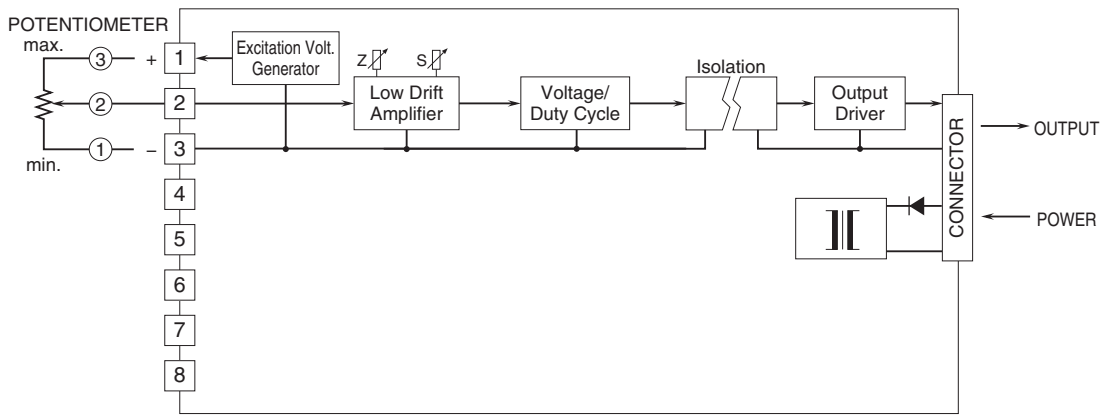 POTENTIOMETER
max.
3
+
1
Excitation Volt.
Generator
Z
S
2
2
Low Drift
Amplifier
Voltage/
Duty Cycle
Isolation
Output
Driver
CONNECTOR
OUTPUT
1
−
3
min.
4
5
POWER
6
7
8